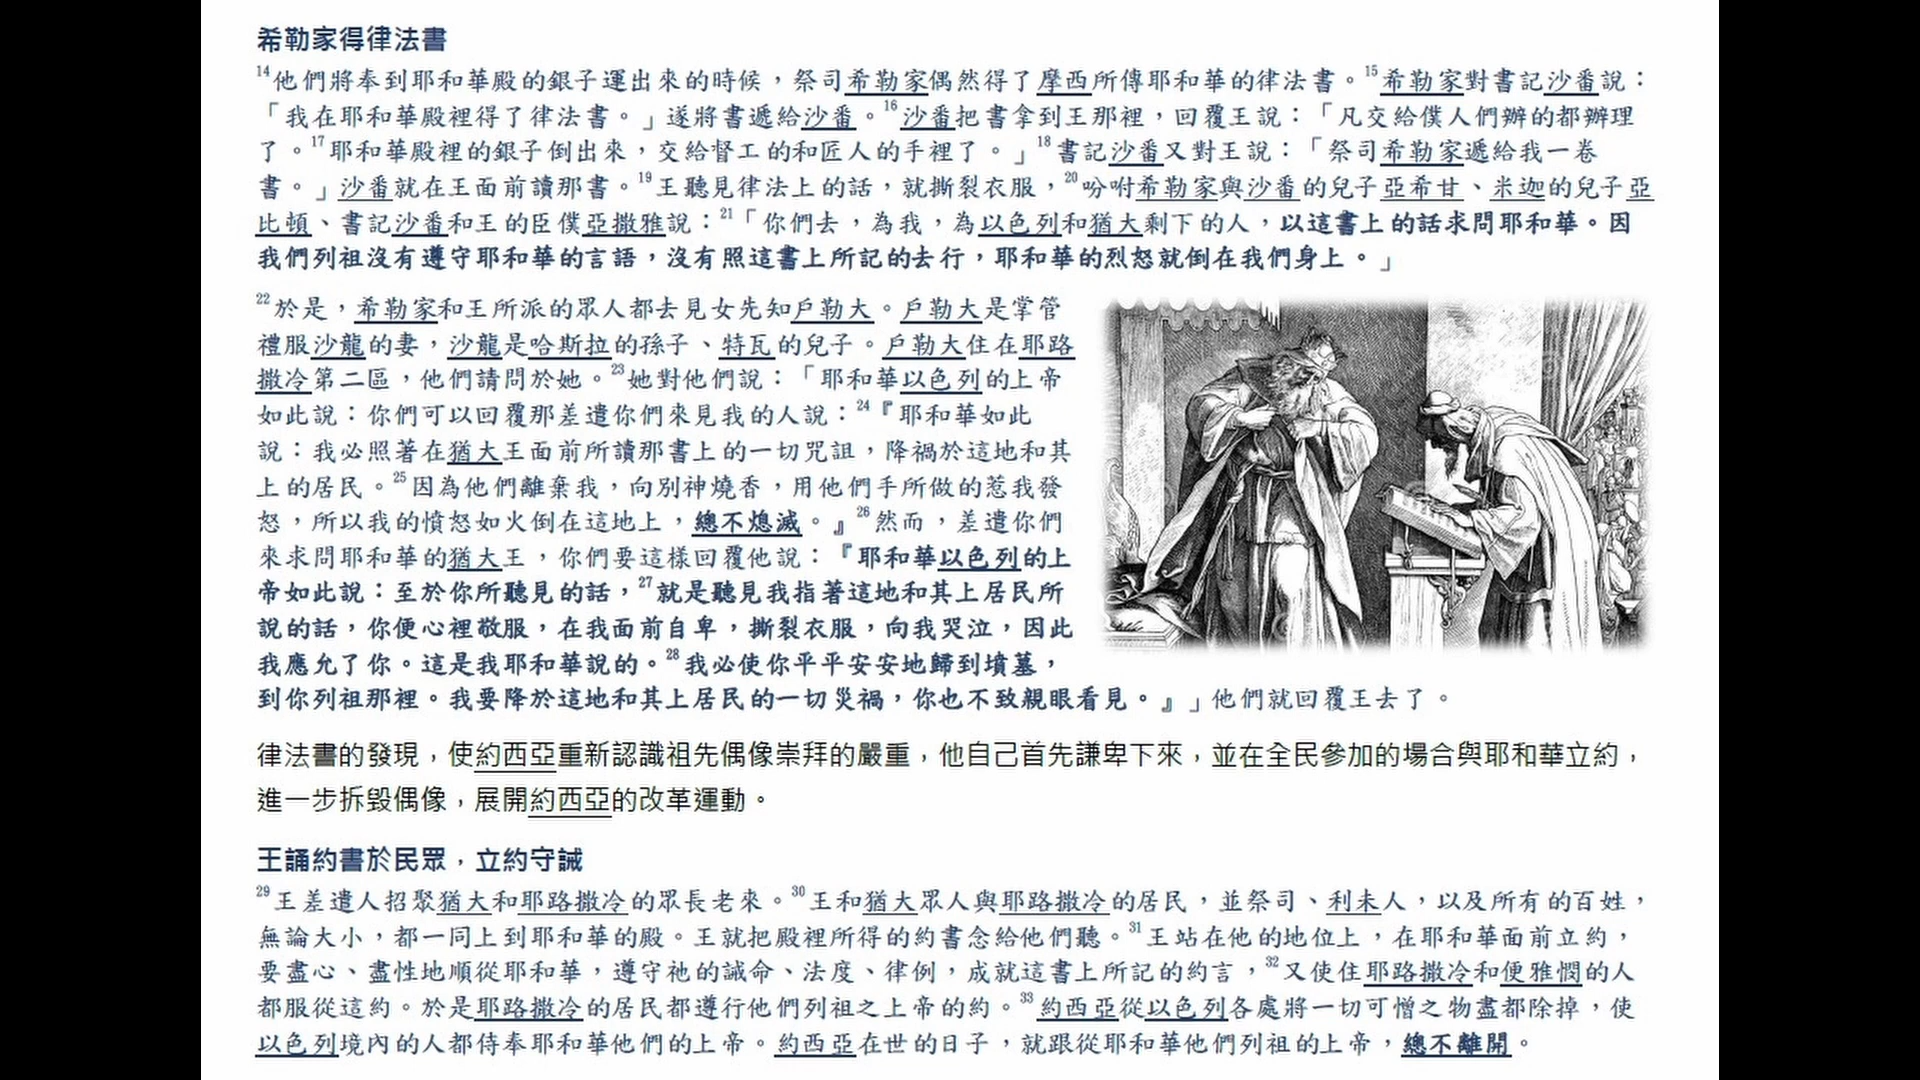 希勒家得律法書
14他們將奉到耶和華殿的銀子運出來的時候，祭司希勒家偶然得了摩西所傳耶和華的律法書。15希勒家對書記沙番說：
「我在耶和華殿裡得了律法書。」遂將書遞給沙番。16沙番把書拿到王那裡，回覆王說：「凡交給僕人們辦的都辦理
了。17耶和華殿裡的銀子倒出來，交給督工的和匠人的手裡了。」18書記沙番又對王說：「祭司希勒家遞給我一卷
書。」沙番就在王面前讀那書。19王聽見律法上的話，就撕裂衣服，20吩咐希勒家與沙番的兒子亞希甘、米迦的兒子亞
比頓、書記沙番和王的臣僕亞撒雅說：21「你們去，為我，為以色列和猶大剩下的人，以這書上的話求問耶和華。因
我們列祖沒有遵守耶和華的言語，沒有照這書上所記的去行，耶和華的烈怒就倒在我們身上。」
22於是，希勒家和王所派的眾人都去見女先知戶勒大。戶勒大是掌管
禮服沙龍的妻，沙龍是哈斯拉的孫子、特瓦的兒子。戶勒大住在耶路
撒冷第二區，他們請問於她。23她對他們說：「耶和華以色列的上帝
如此說：你們可以回覆那差遣你們來見我的人說：24『耶和華如此
說：我必照著在猶大王面前所讀那書上的一切咒詛，降禍於這地和其
上的居民。25因為他們離棄我，向別神燒香，用他們手所做的惹我發
怒，所以我的憤怒如火倒在這地上，總不熄滅。』26然而，差遣你們
來求問耶和華的猶大王，你們要這樣回覆他說：『耶和華以色列的上
帝如此說：至於你所聽見的話，27就是聽見我指著這地和其上居民所
說的話，你便心裡敬服，在我面前自卑，撕裂衣服，向我哭泣，因此
我應允了你。這是我耶和華說的。28我必使你平平安安地歸到墳墓，
到你列祖那裡。我要降於這地和其上居民的一切災禍，你也不致親眼看見。』」他們就回覆王去了。
律法書的發現，使約西亞重新認識祖先偶像崇拜的嚴重，他自己首先謙卑下來，並在全民參加的場合與耶和華立約，
進一步拆毀偶像，展開約西亞的改革運動。
王誦約書於民眾，立約守誡
29王差遣人招聚猶大和耶路撒冷的眾長老來。30王和猶大眾人與耶路撒冷的居民，並祭司、利未人，以及所有的百姓，
無論大小，都一同上到耶和華的殿。王就把殿裡所得的約書念給他們聽。31王站在他的地位上，在耶和華面前立約，
要盡心、盡性地順從耶和華，遵守祂的誡命、法度、律例，成就這書上所記的約言，32又使住耶路撒冷和便雅憫的人
都服從這約。於是耶路撒冷的居民都遵行他們列祖之上帝的約。33約西亞從以色列各處將一切可憎之物盡都除掉，使
以色列境內的人都侍奉耶和華他們的上帝。約西亞在世的日子，就跟從耶和華他們列祖的上帝，總不離開。